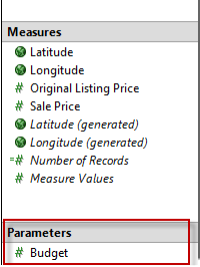 Measures
Latitude
Longitude
# Original Listing Price
# Sale Price
Latitude (generated)
Longitude (generated)
=# Number of Records
# Measure Values
Parameters
# Budget